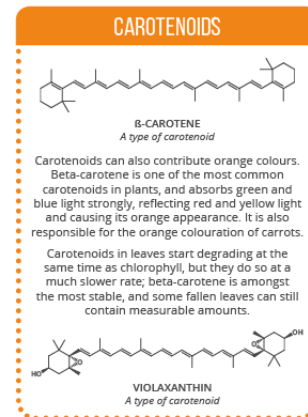 CAROTENOIDS
ß-CAROTENE
A type of carotenoid
Carotenoids can also contribute orange colours.
Beta-carotene is one of the most common
carotenoids in plants, and absorbs green and
blue light strongly, reflecting red and yellow light
and causing its orange appearance. It is also
responsible for the orange colouration of carrots.
Carotenoids in leaves start degrading at the
same time as chlorophyll, but they do so at a
much slower rate; beta-carotene is amongst
the most stable, and some fallen leaves can still
contain measurable amounts.
OH
O
O
HO
VIOLAXANTHIN
A type of carotenoid